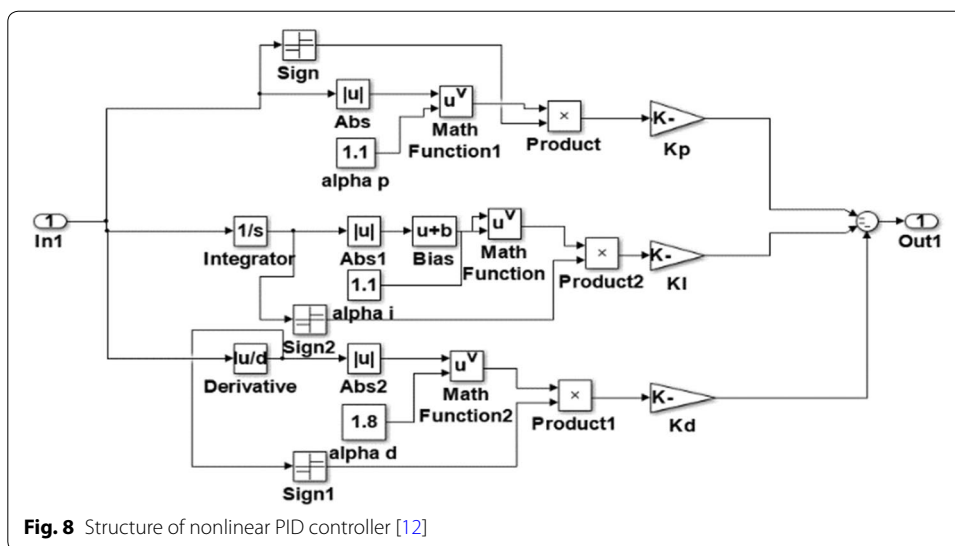 Sign
|u|
Abs
1.1
alpha p
u^v
Math
Function1
×
Product
K-
Kp
1
In1
1/s
Integrator
|u|
Abs1
u+b
Bias
1.1
alpha i
u^v
Math
Function
×
Product2
K-
KI
1
Out1
Sign2
lu/d
Derivative
|u|
Abs2
1.8
alpha d
u^v
Math
Function2
×
Product1
K-
Kd
Sign1
Fig. 8 Structure of nonlinear PID controller [12]